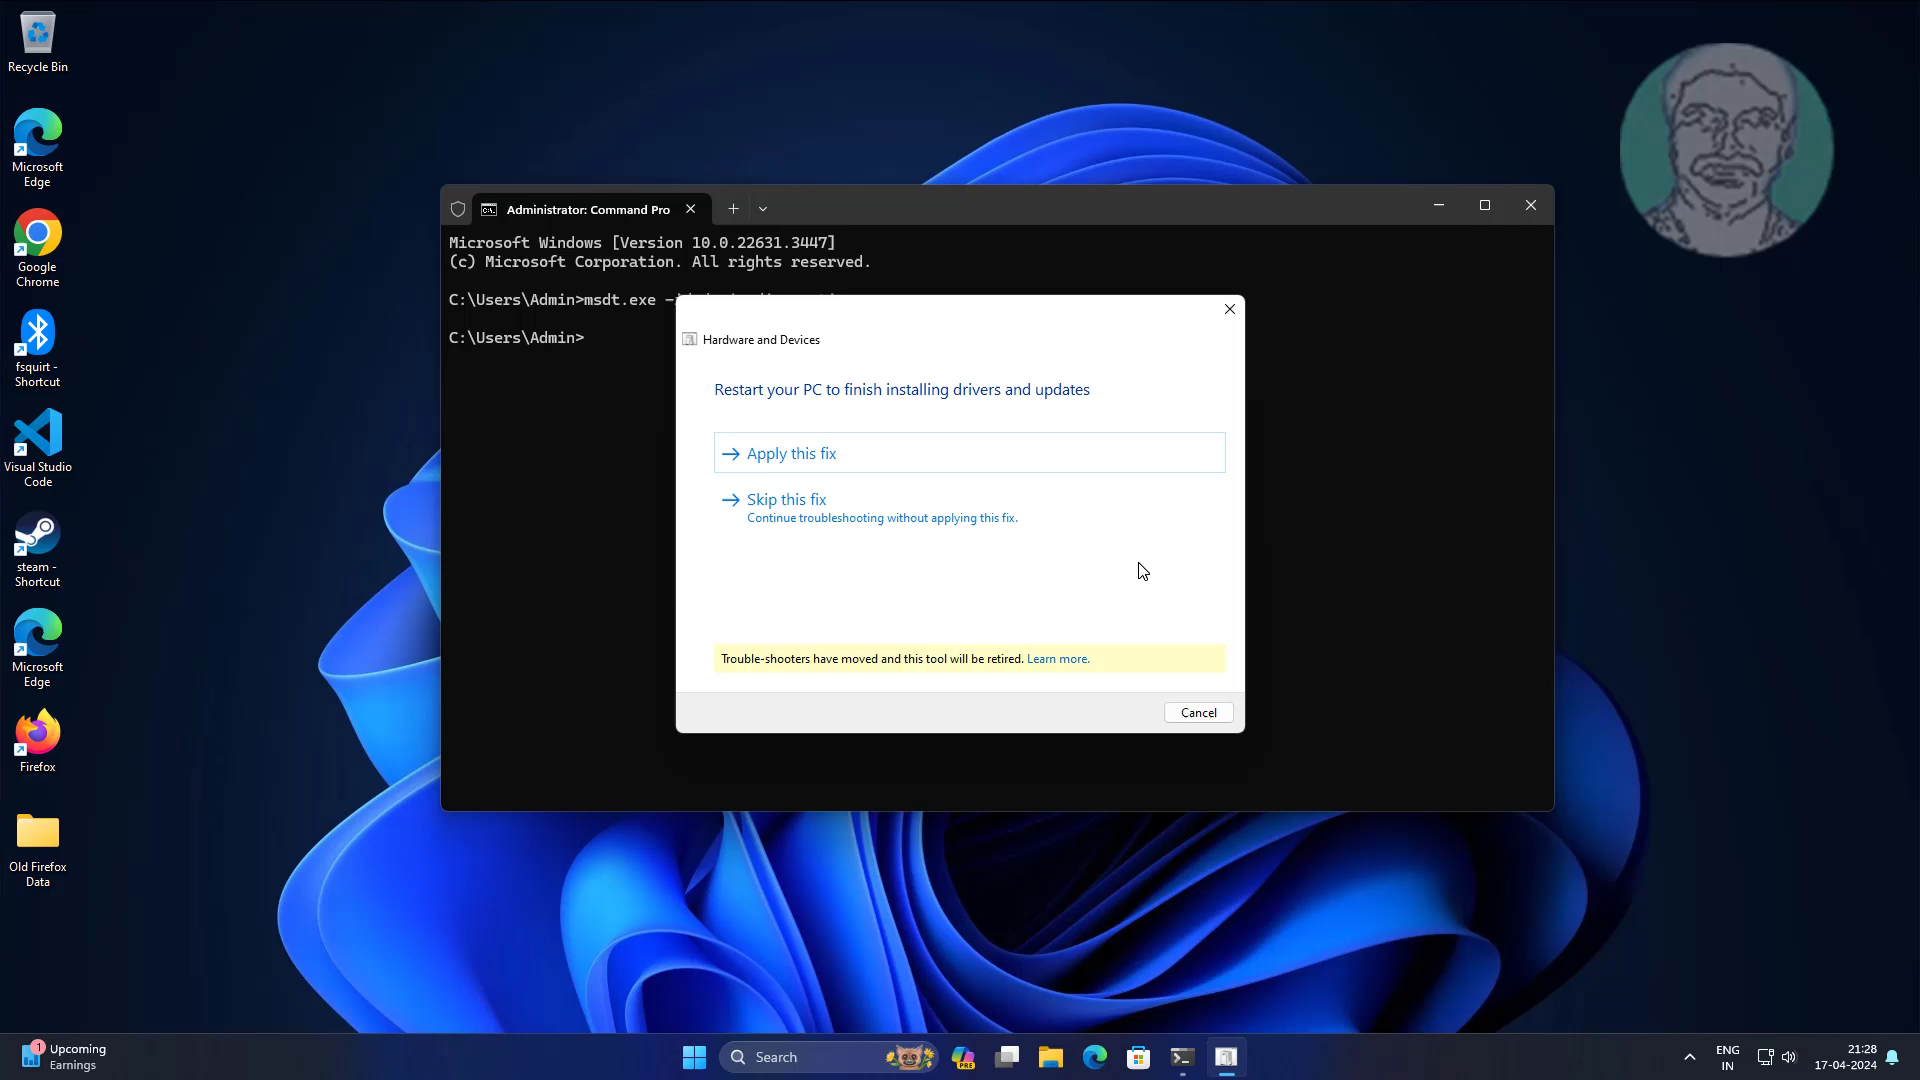 Recycle Bin
Microsoft
Edge
Google
Chrome
fsquirt -
Shortcut
Visual Studio
Code
steam -
Shortcut
Microsoft
Edge
Firefox
Old Firefox
Data
Administrator: Command Pro
Microsoft Windows [Version 10.0.22631.3447]
(c) Microsoft Corporation. All rights reserved.
C:\Users\Admin>msdt.exe
C:\Users\Admin>
Hardware and Devices
Restart your PC to finish installing drivers and updates
Apply this fix
Skip this fix
Continue troubleshooting without applying this fix.
Trouble-shooters have moved and this tool will be retired. Learn more.
Cancel
1
Upcoming
Earnings
Search
PRE
ENG
IN
21:28
17-04-2024